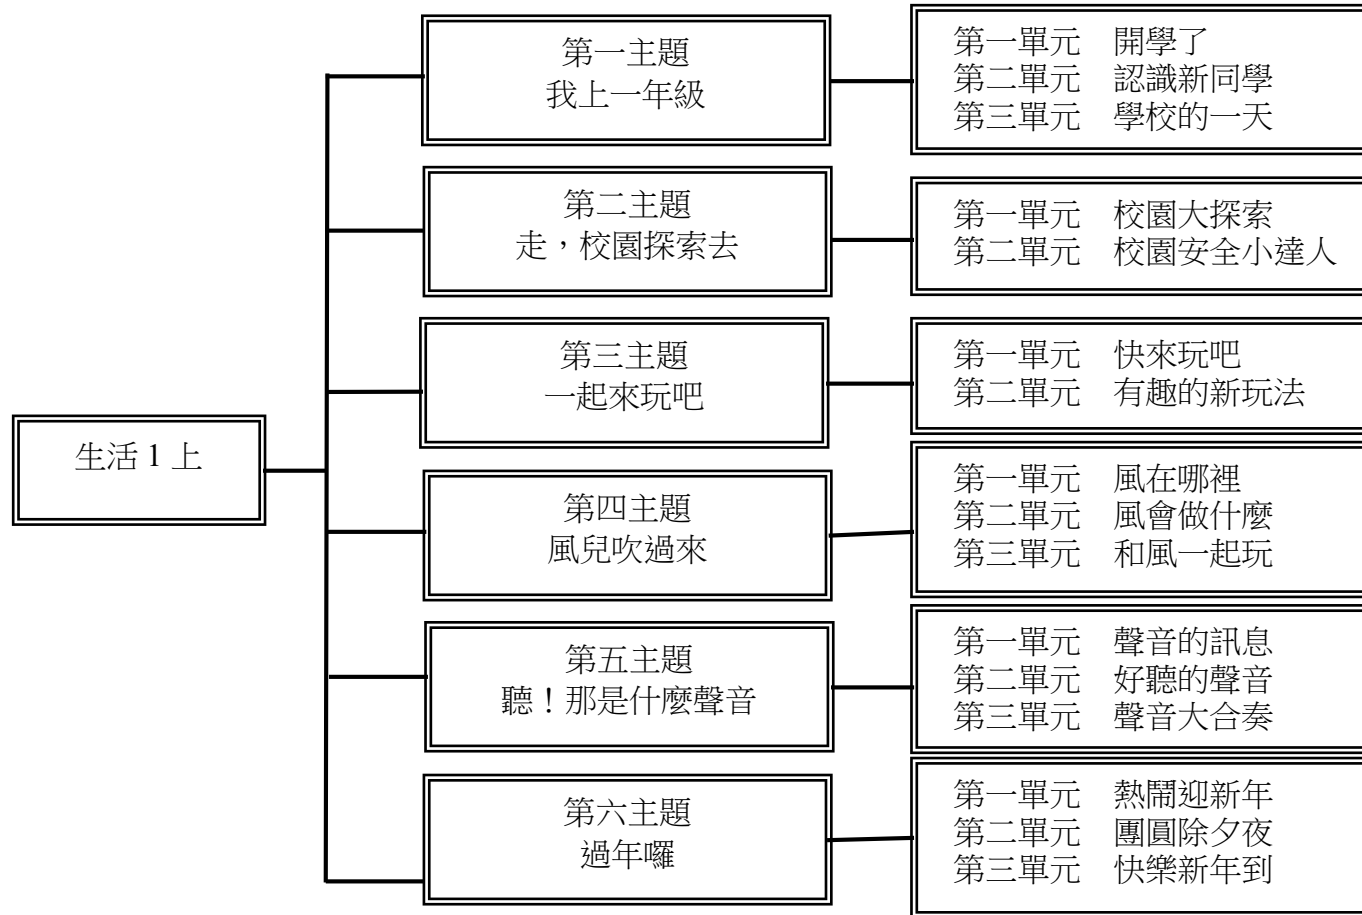 生活 1 上
第一主題
我上一年級
第一單元　開學了
第二單元　認識新同學
第三單元　學校的一天
第二主題
走，校園探索去
第一單元　校園大探索
第二單元　校園安全小達人
第三主題
一起來玩吧
第一單元　快來玩吧
第二單元　有趣的新玩法
第四主題
風兒吹過來
第一單元　風在哪裡
第二單元　風會做什麼
第三單元　和風一起玩
第五主題
聽！那是什麼聲音
第一單元　聲音的訊息
第二單元　好聽的聲音
第三單元　聲音大合奏
第六主題
過年囉
第一單元　熱鬧迎新年
第二單元　團圓除夕夜
第三單元　快樂新年到